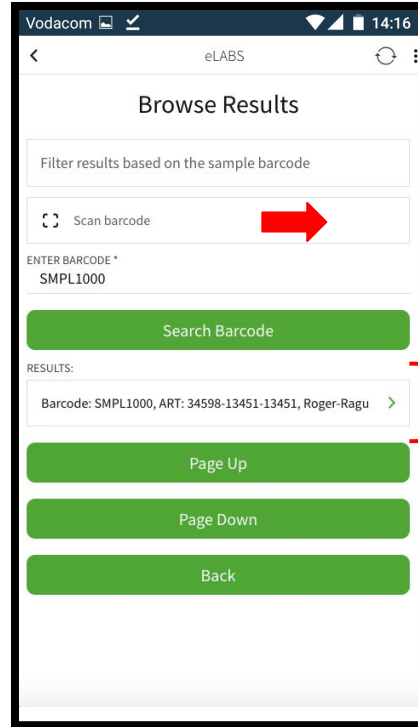 Vodacom 14:16
eLABS
Browse Results
Filter results based on the sample barcode
Scan barcode
ENTER BARCODE *
SMPL1000
Search Barcode
RESULTS:
Barcode: SMPL1000, ART: 34598-13451-13451, Roger-Ragu
Page Up
Page Down
Back